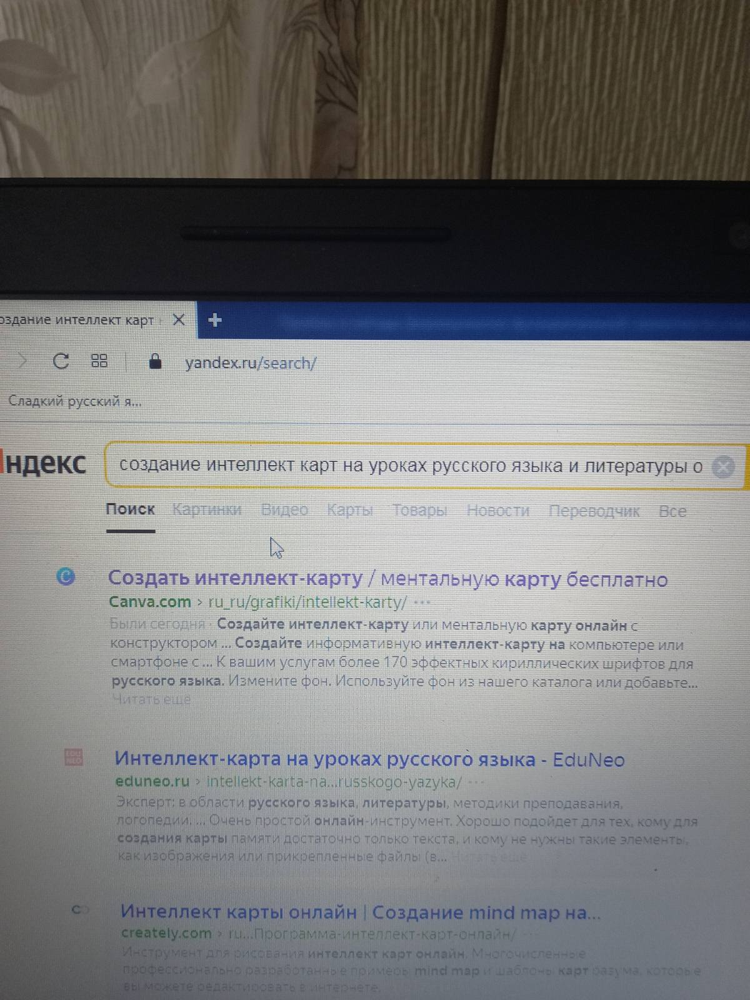 оздание интеллект карт
yandex.ru/search/
Сладкий русский я...
ндекс
создание интеллект карт на уроках русского языка и литературы о
Поиск Картинки Видео Карты Товары Новости Переводчик Все
Создать интеллект-карту / ментальную карту бесплатно
Canva.com › ru_ru/grafiki/intellekt-karty/ ···
Были сегодня · Создайте интеллект-карту или ментальную карту онлайн с
конструктором ... Создайте информативную интеллект-карту на компьютере или
смартфоне с ... К вашим услугам более 170 эффектных кириллических шрифтов для
русского языка. Измените фон. Используйте фон из нашего каталога или добавьте...
Читать ещё
EDU
NEO
Интеллект-карта на уроках русского языка - EduNeo
eduneo.ru › intellekt-karta-na...russkogo-yazyka/ ···
Эксперт: в области русского языка, литературы, методики преподавания,
логопедии. ... Очень простой онлайн-инструмент. Хорошо подойдет для тех, кому для
создания карты памяти достаточно только текста, и кому не нужны такие элементы,
как изображения или прикрепленные файлы (в... Читать ещё
Интеллект карты онлайн | Создание mind map на...
creately.com › ru...Программа-интеллект-карт-онлайн/ ···
Инструмент для рисования интеллект карт онлайн. Многочисленные
профессионально разработанные примеры mind map и шаблоны карт разума, которые
вы можете редактировать в интернете.